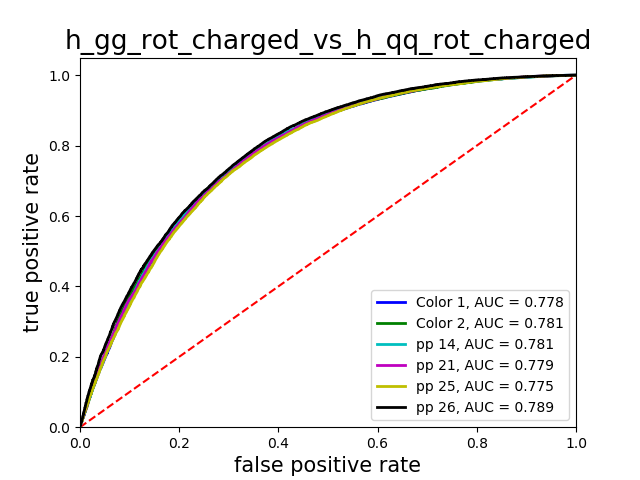 h_gg_rot_charged_vs_h_qq_rot_charged
true positive rate
1.0
0.8
0.6
0.4
0.2
0.0
Color 1, AUC = 0.778
Color 2, AUC = 0.781
pp 14, AUC = 0.781
pp 21, AUC = 0.779
pp 25, AUC = 0.775
pp 26, AUC = 0.789
0.0 0.2 0.4 0.6 0.8 1.0
false positive rate